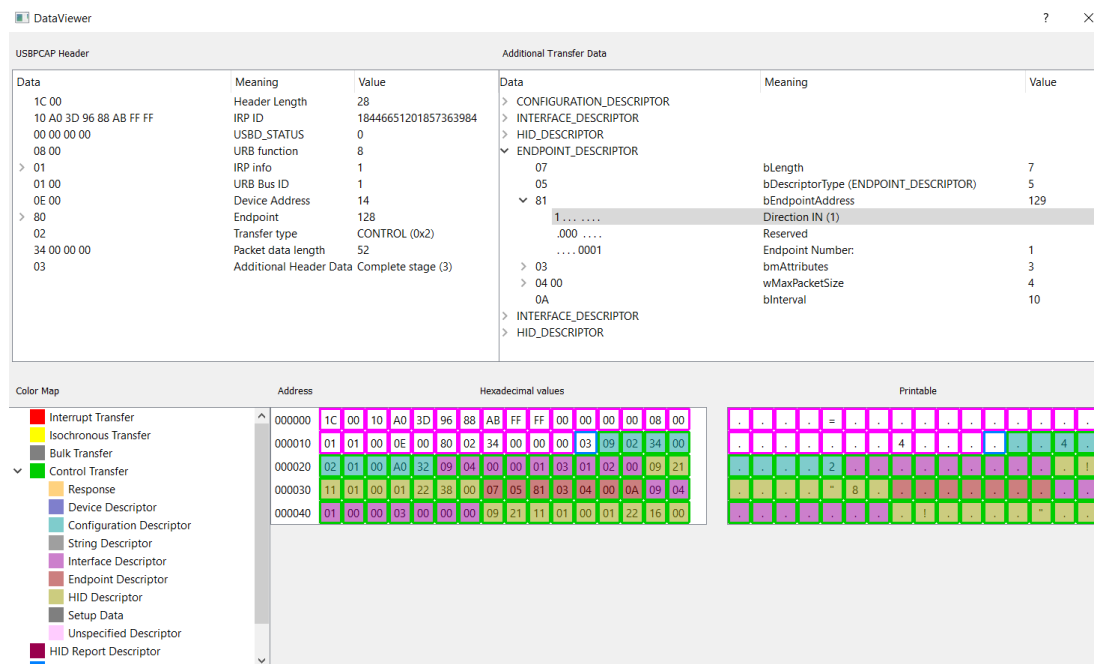 DataViewer ? ×
USBPCAP Header
Data Meaning Value
1C 00 Header Length 28
10 A0 3D 96 88 AB FF FF IRP ID 18446651201857363984
00 00 00 00 USBD_STATUS 0
08 00 URB function 8
> 01 IRP info 1
01 00 URB Bus ID 1
0E 00 Device Address 14
> 80 Endpoint 128
02 Transfer type CONTROL (0x2)
34 00 00 00 Packet data length 52
03 Additional Header Data Complete stage (3)
Additional Transfer Data
Data Meaning Value
> CONFIGURATION_DESCRIPTOR
> INTERFACE_DESCRIPTOR
> HID_DESCRIPTOR
ENDPOINT_DESCRIPTOR
07 bLength 7
05 bDescriptorType (ENDPOINT_DESCRIPTOR) 5
81 bEndpointAddress 129
1... .... Direction IN (1)
.000 .... Reserved
.... 0001 Endpoint Number: 1
> 03 bmAttributes 3
> 04 00 wMaxPacketSize 4
0A bInterval 10
> INTERFACE_DESCRIPTOR
> HID_DESCRIPTOR
Color Map
Interrupt Transfer
Isochronous Transfer
Bulk Transfer
Control Transfer
Response
Device Descriptor
Configuration Descriptor
String Descriptor
Interface Descriptor
Endpoint Descriptor
HID Descriptor
Setup Data
Unspecified Descriptor
HID Report Descriptor
Address Hexadecimal values Printable
000000 1C 00 10 A0 3D 96 88 AB FF FF 00 00 00 00 08 00 . . . . = . . . . . . . . . . .
000010 01 01 00 0E 00 80 02 34 00 00 00 03 09 02 34 00 . . . . . . . 4 . . . . . . 4 .
000020 02 01 00 A0 32 09 04 00 00 01 03 01 02 00 09 21 . . . . 2 . . . . . . . . . . !
000030 11 01 00 01 22 38 00 07 05 81 03 04 00 0A 09 04 . . . . " 8 . . . . . . . . . .
000040 01 00 00 03 00 00 00 09 21 11 01 00 01 22 16 00 . . . . . . . . ! . . . . " . .